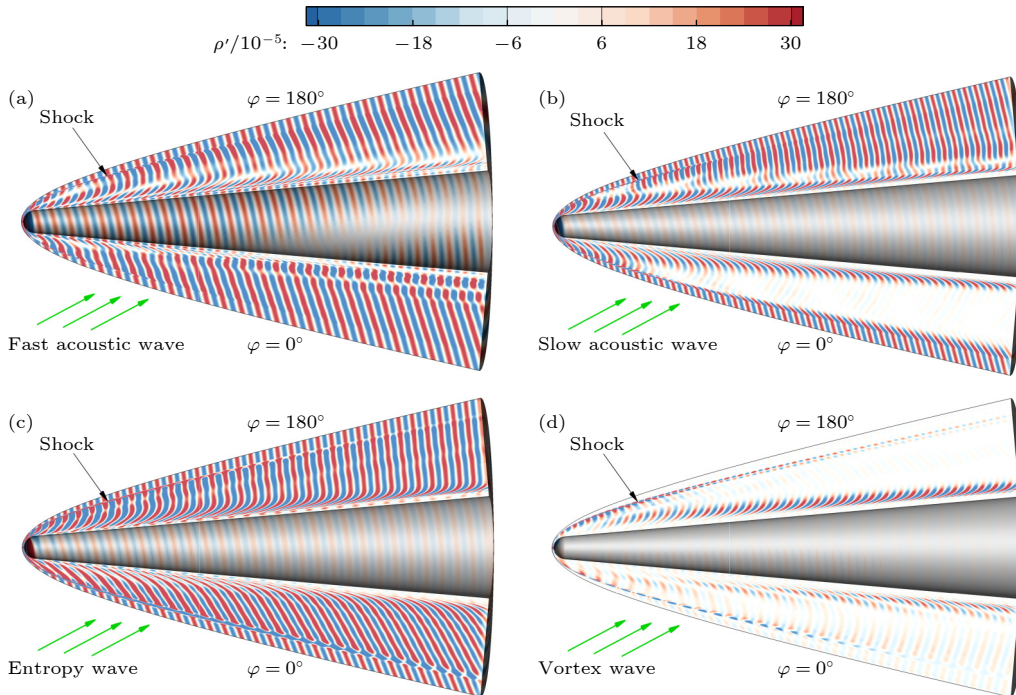 ρ′/10⁻⁵: −30 −18 −6 6 18 30
(a) φ = 180°
Shock
Fast acoustic wave φ = 0°
(b) φ = 180°
Shock
Slow acoustic wave φ = 0°
(c) φ = 180°
Shock
Entropy wave φ = 0°
(d) φ = 180°
Shock
Vortex wave φ = 0°